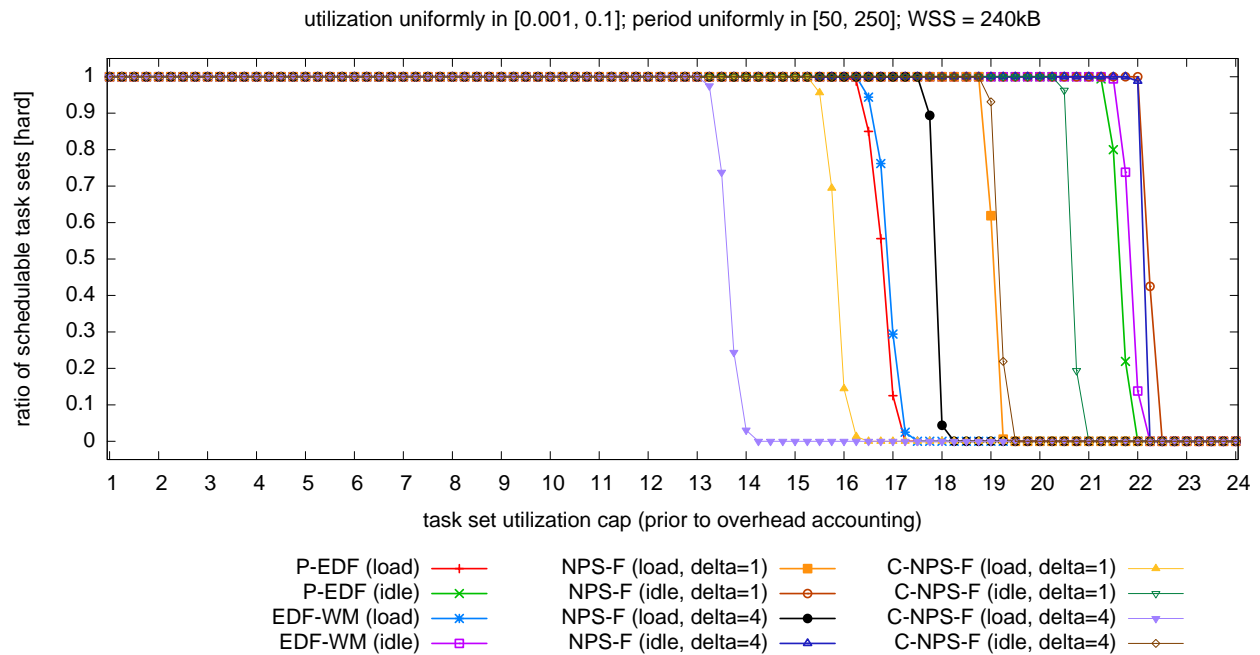 utilization uniformly in [0.001, 0.1]; period uniformly in [50, 250]; WSS = 240kB
ratio of schedulable task sets [hard]
1
0.9
0.8
0.7
0.6
0.5
0.4
0.3
0.2
0.1
0
1 2 3 4 5 6 7 8 9 10 11 12 13 14 15 16 17 18 19 20 21 22 23 24
task set utilization cap (prior to overhead accounting)
P-EDF (load) NPS-F (load, delta=1) C-NPS-F (load, delta=1)
P-EDF (idle) NPS-F (idle, delta=1) C-NPS-F (idle, delta=1)
EDF-WM (load) NPS-F (load, delta=4) C-NPS-F (load, delta=4)
EDF-WM (idle) NPS-F (idle, delta=4) C-NPS-F (idle, delta=4)